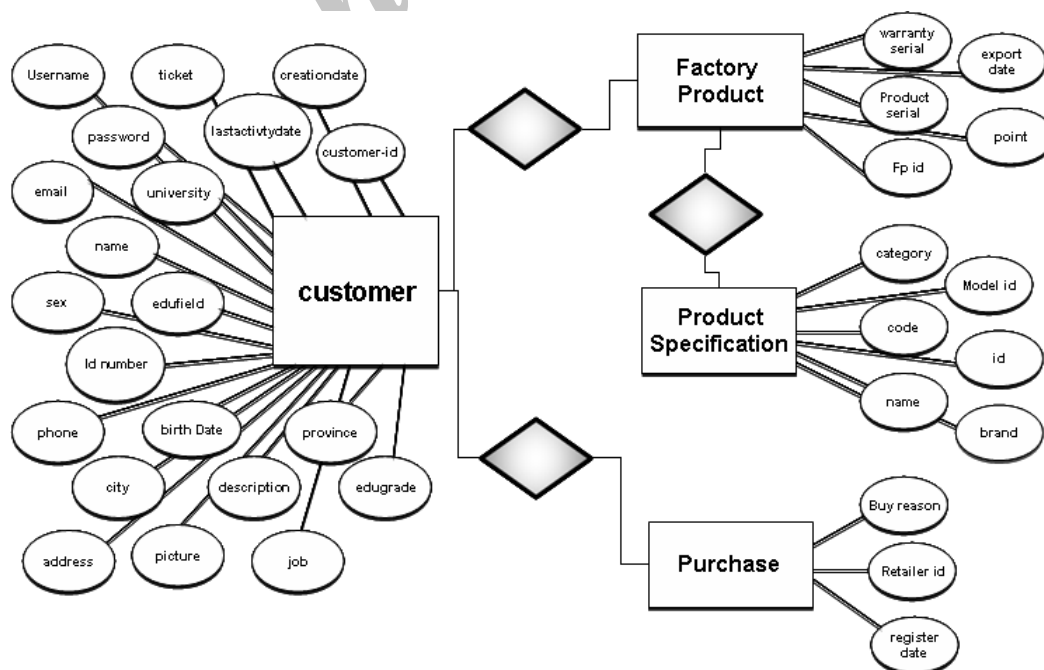 Username
ticket
creationdate
password
lastactivtydate
customer-id
email
university
name
sex
edufield
Id number
phone
birth Date
province
city
description
edugrade
address
picture
job
customer
Factory
Product
warranty
serial
export
date
Product
serial
point
Fp id
Product
Specification
category
Model id
code
id
name
brand
Purchase
Buy reason
Retailer id
register
date